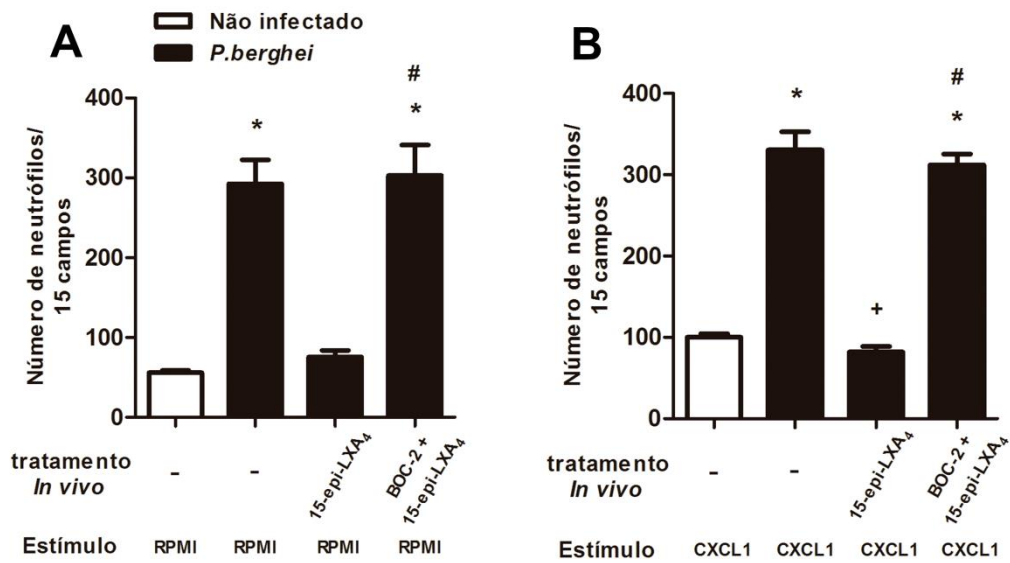 A
Não infectado
P.berghei
Número de neutrófilos/
15 campos
400
300
200
100
0
*
#
*
tratamento
In vivo
-
-
15-epi-LXA₄
BOC-2 +
15-epi-LXA₄
Estímulo
RPMI
RPMI
RPMI
RPMI
B
Número de neutrófilos/
15 campos
400
300
200
100
0
*
+
#
*
tratamento
In vivo
-
-
15-epi-LXA₄
BOC-2 +
15-epi-LXA₄
Estímulo
CXCL1
CXCL1
CXCL1
CXCL1